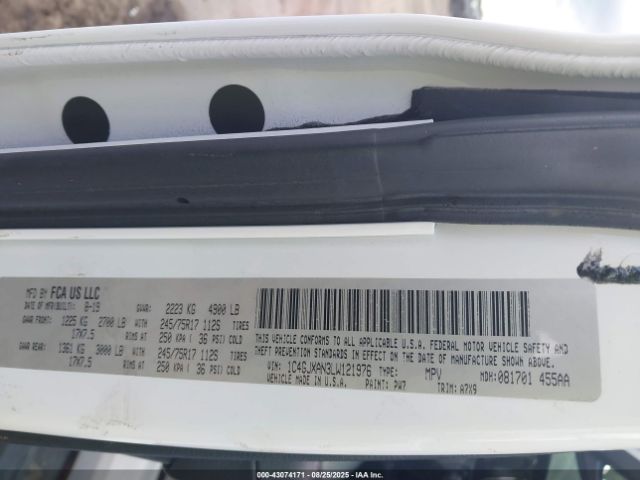 MFD BY FCA US LLC
DATE OF MFR(BUILT): 8-19 GVWR: 2223 KG 4900 LB
GAWR FRONT: 1225 KG 2700 LB WITH 245/75R17 112S TIRES
17X7.5 RIMS AT 250 KPA ( 36 PSI) COLD
GAWR REAR: 1361 KG 3000 LB WITH 245/75R17 112S TIRES
17X7.5 RIMS AT 250 KPA ( 36 PSI) COLD
THIS VEHICLE CONFORMS TO ALL APPLICABLE U.S.A. FEDERAL MOTOR VEHICLE SAFETY AND
THEFT PREVENTION STANDARDS IN EFFECT ON THE DATE OF MANUFACTURE SHOWN ABOVE.
VIN: 1C4GJXAN3LW121976 TYPE: MPV MDH: 081701 455AA
MADE IN U.S.A. PAINT: PW7 TRIM: A7X9
000-43074171 - 08/25/2025 - © IAA Holdings, LLC